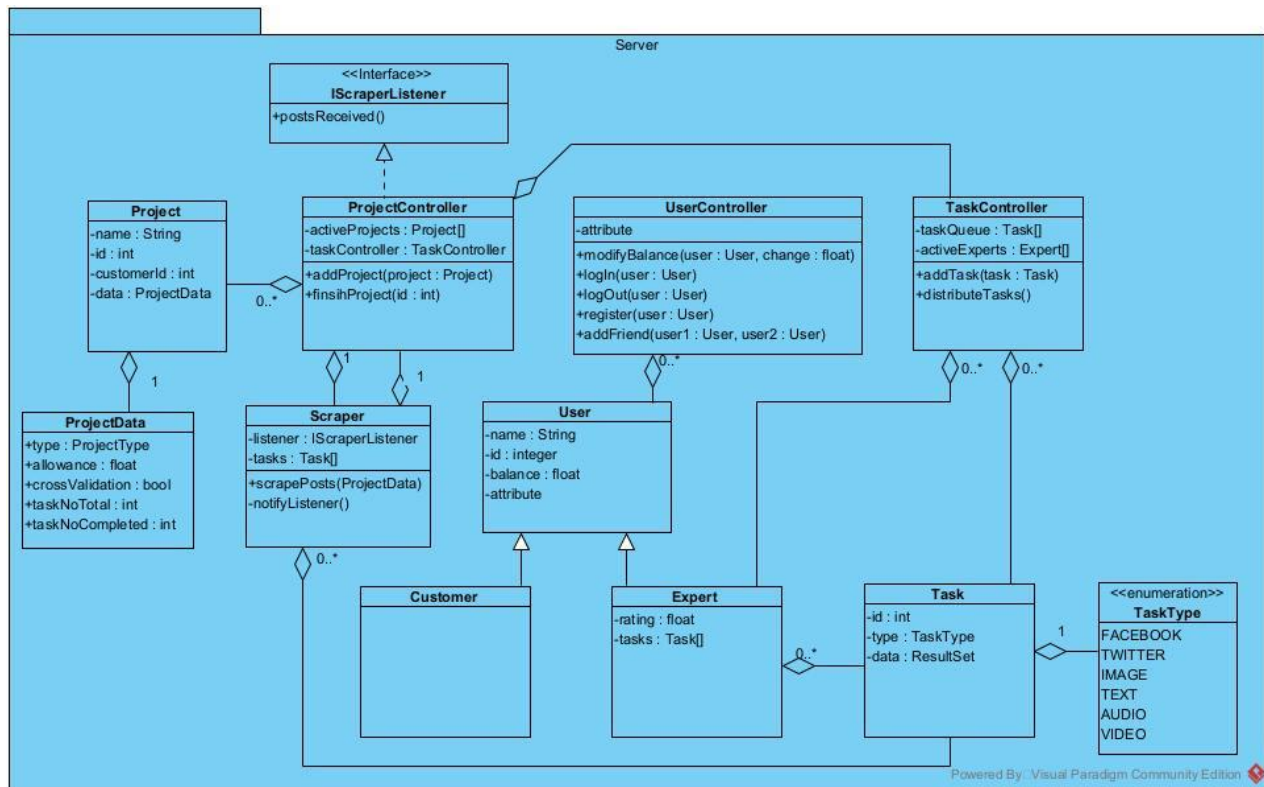 Server
<<Interface>>
IScraperListener
+postsReceived()
Project
-name : String
-id : int
-customerId : int
-data : ProjectData
0..*
1
ProjectController
-activeProjects : Project[]
-taskController : TaskController
+addProject(project : Project)
+finsihProject(id : int)
1
1
UserController
-attribute
+modifyBalance(user : User, change : float)
+logIn(user : User)
+logOut(user : User)
+register(user : User)
+addFriend(user1 : User, user2 : User)
0..*
TaskController
-taskQueue : Task[]
-activeExperts : Expert[]
+addTask(task : Task)
+distributeTasks()
0..*
0..*
ProjectData
+type : ProjectType
+allowance : float
+crossValidation : bool
+taskNoTotal : int
+taskNoCompleted : int
Scraper
-listener : IScraperListener
-tasks : Task[]
+scrapePosts(ProjectData)
-notifyListener()
0..*
User
-name : String
-id : integer
-balance : float
-attribute
Customer
Expert
-rating : float
-tasks : Task[]
0..*
Task
-id : int
-type : TaskType
-data : ResultSet
1
<<enumeration>>
TaskType
FACEBOOK
TWITTER
IMAGE
TEXT
AUDIO
VIDEO
Powered By Visual Paradigm Community Edition